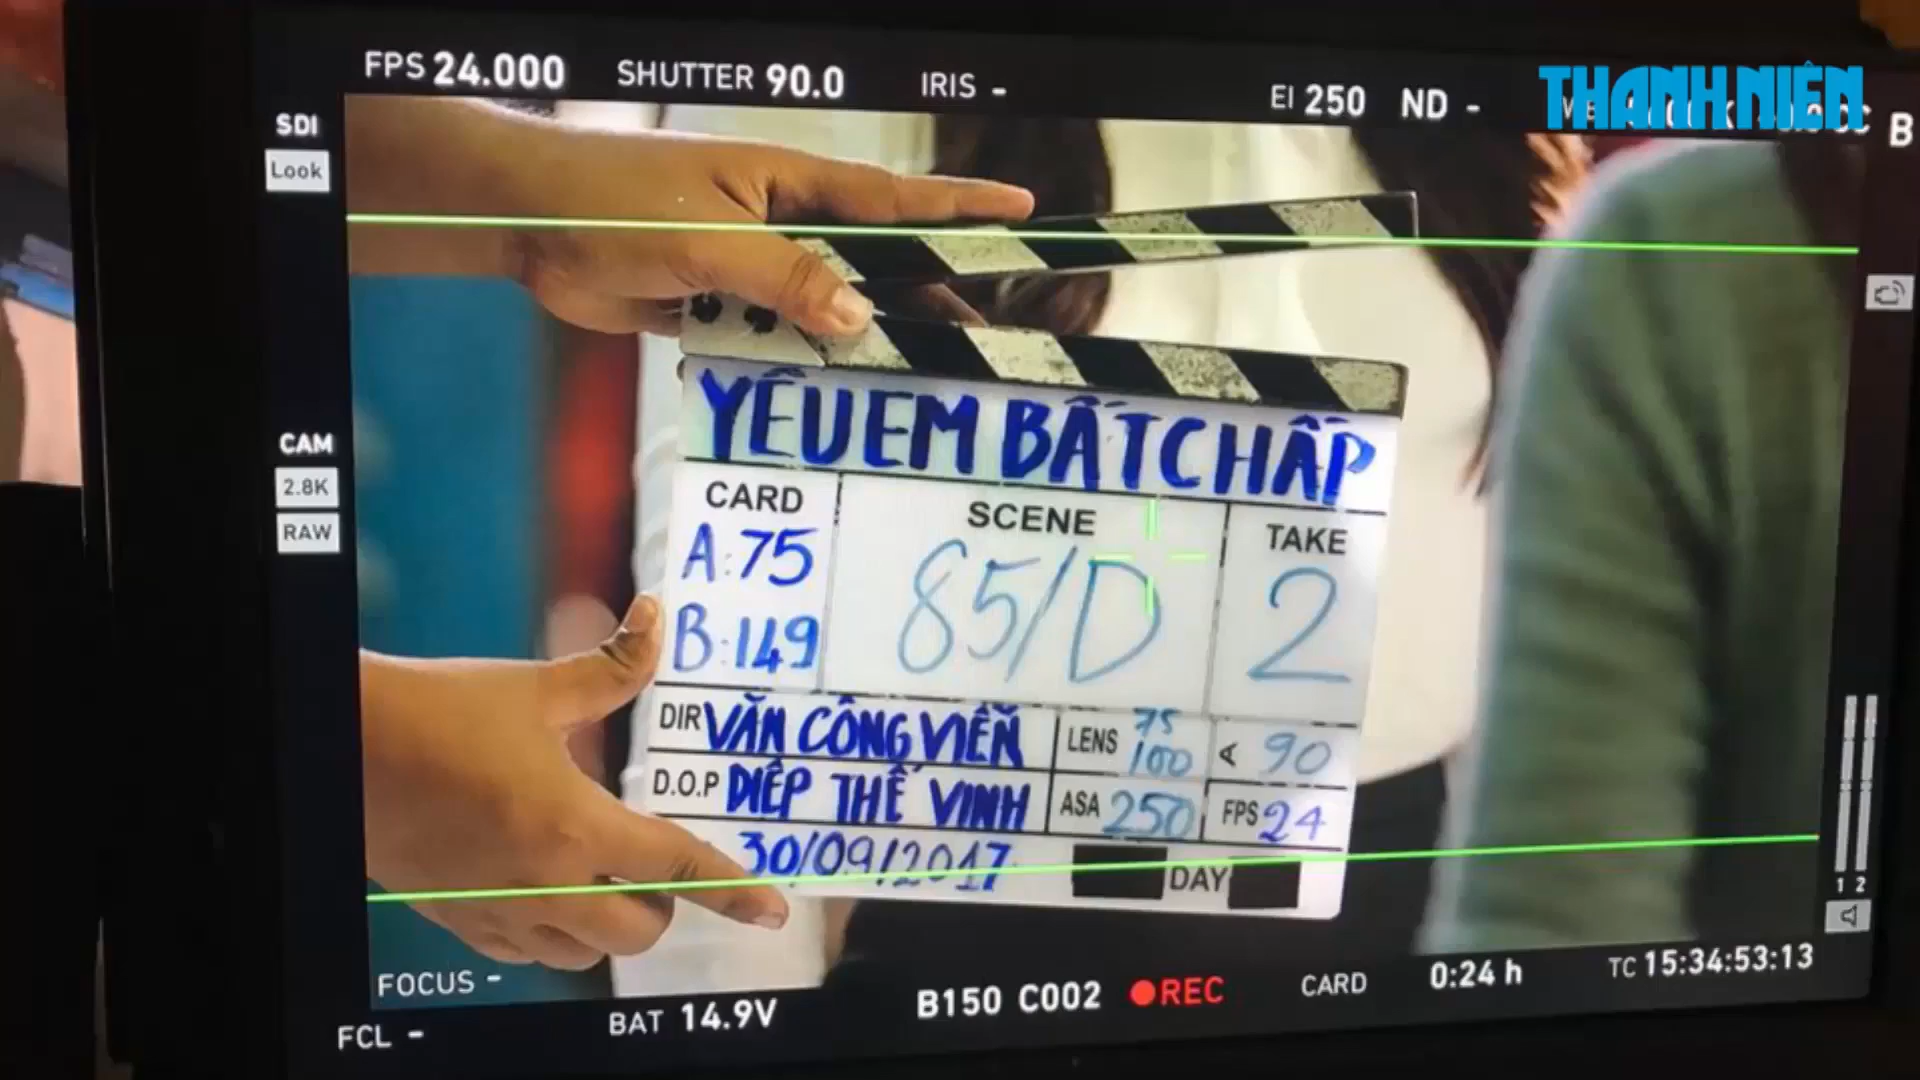 FPS 24.000 SHUTTER 90.0 IRIS - EI 250 ND -
THANH NIÊN
B
SDI
Look
CAM
2.8K
RAW
YÊU EM BẤT CHẤP
CARD SCENE TAKE
A:75
B:149
85/D
2
DIR VĂN CÔNG VIỄN
LENS 75
100
∢ 90
D.O.P DIỆP THẾ VINH
ASA 250
FPS 24
30/09/2017
DAY
1 2
FOCUS -
FCL -
BAT 14.9V
B150 C002 REC CARD 0:24 h TC 15:34:53:13